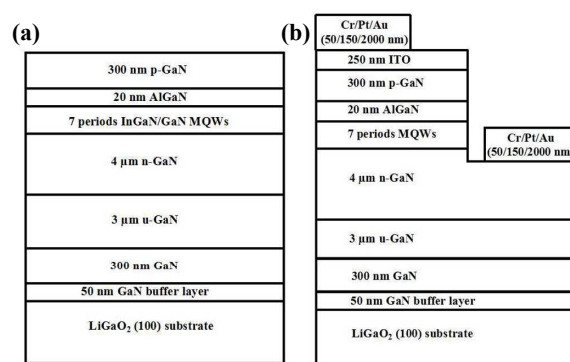 (a)
300 nm p-GaN
20 nm AlGaN
7 periods InGaN/GaN MQWs
4 μm n-GaN
3 μm u-GaN
300 nm GaN
50 nm GaN buffer layer
LiGaO₂ (100) substrate
(b)
Cr/Pt/Au
(50/150/2000 nm)
250 nm ITO
300 nm p-GaN
20 nm AlGaN
7 periods MQWs
Cr/Pt/Au
(50/150/2000 nm
4 μm n-GaN
3 μm u-GaN
300 nm GaN
50 nm GaN buffer layer
LiGaO₂ (100) substrate